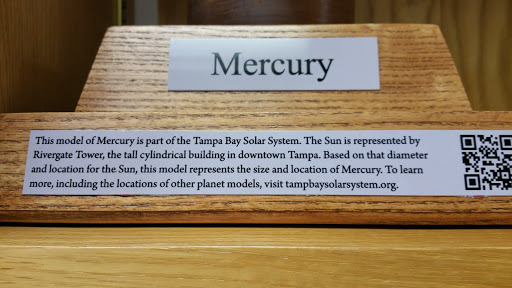 Mercury
This model of Mercury is part of the Tampa Bay Solar System. The Sun is represented by
Rivergate Tower, the tall cylindrical building in downtown Tampa. Based on that diameter
and location for the Sun, this model represents the size and location of Mercury. To learn
more, including the locations of other planet models, visit tampabaysolarsystem.org.